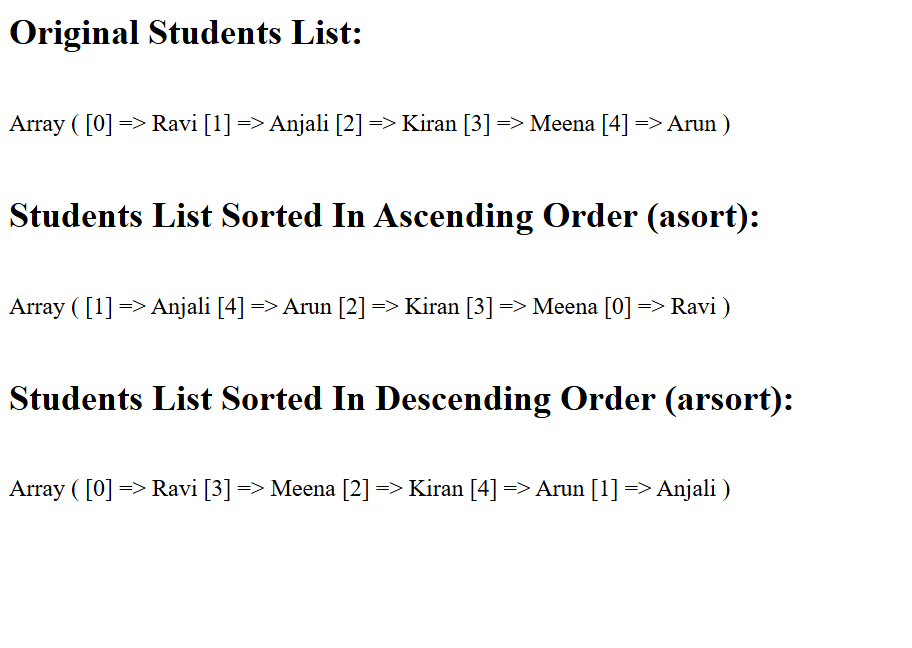 Original Students List:
Array ( [0] => Ravi [1] => Anjali [2] => Kiran [3] => Meena [4] => Arun )
Students List Sorted In Ascending Order (asort):
Array ( [1] => Anjali [4] => Arun [2] => Kiran [3] => Meena [0] => Ravi )
Students List Sorted In Descending Order (arsort):
Array ( [0] => Ravi [3] => Meena [2] => Kiran [4] => Arun [1] => Anjali )